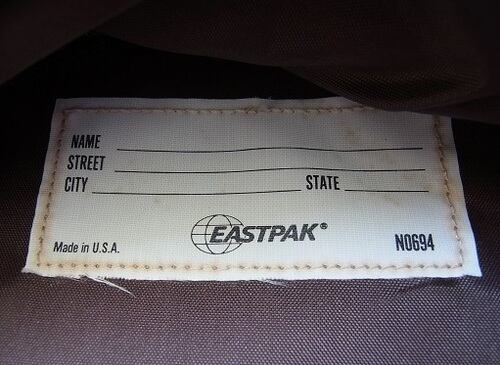 NAME
STREET
CITY STATE
EASTPAK®
Made in U.S.A. N0694